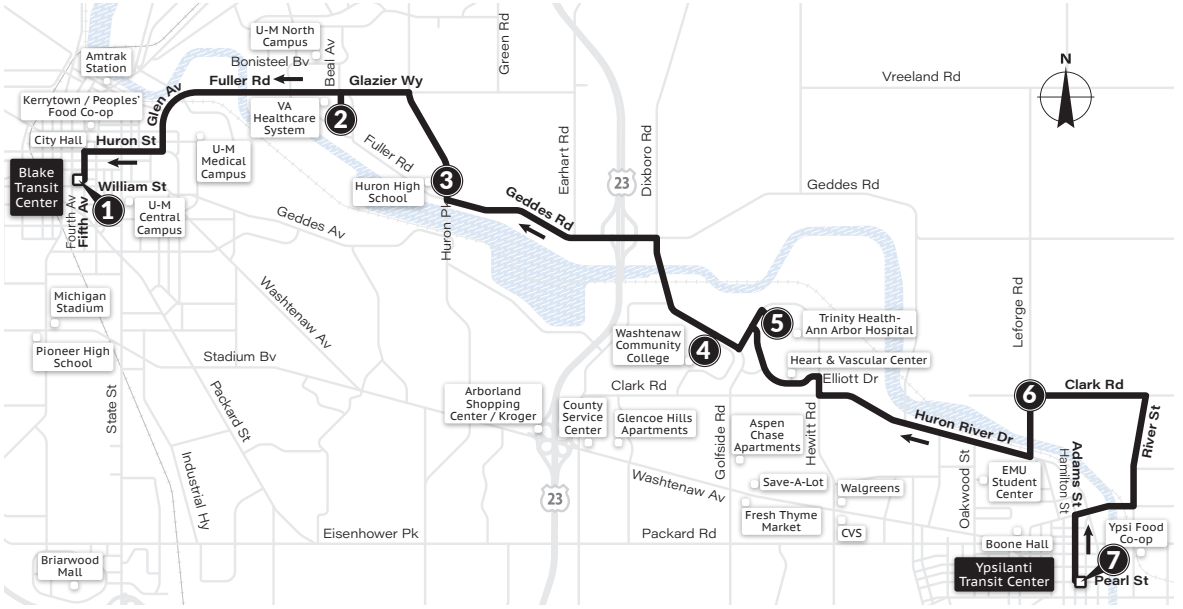 U-M North
Campus
Green Rd
Amtrak
Station
Bonisteel Bv
Beal Av
Fuller Rd
Glazier Wy
Vreeland Rd
N
Glen Av
Kerrytown / Peoples'
Food Co-op
VA
Healthcare
System
2
City Hall
Huron St
U-M
Medical
Campus
Fuller Rd
Earhart Rd
Dixboro Rd
Blake
Transit
Center
William St
1
U-M
Central
Campus
Fourth Av
Fifth Av
Huron High
School
3
23
Geddes Rd
Geddes Rd
Geddes Av
Huron Pk
Michigan
Stadium
Washtenaw Av
Leforge Rd
Pioneer High
School
Stadium Bv
Washtenaw
Community
College
4
5
Trinity Health-
Ann Arbor Hospital
Heart & Vascular Center
Elliott Dr
State St
Packard St
Arborland
Shopping
Center / Kroger
Clark Rd
County
Service
Center
Glencoe Hills
Apartments
Golfside Rd
Aspen
Chase
Apartments
Hewitt Rd
6
Clark Rd
Huron River Dr
River St
Industrial Hy
23
Washtenaw Av
Save-A-Lot
Walgreens
Oakwood St
EMU
Student
Center
Hamilton St
Adams St
Fresh Thyme
Market
CVS
Eisenhower Pk
Packard Rd
Boone Hall
Ypsi Food
Co-op
Briarwood
Mall
Ypsilanti
Transit Center
7
Pearl St